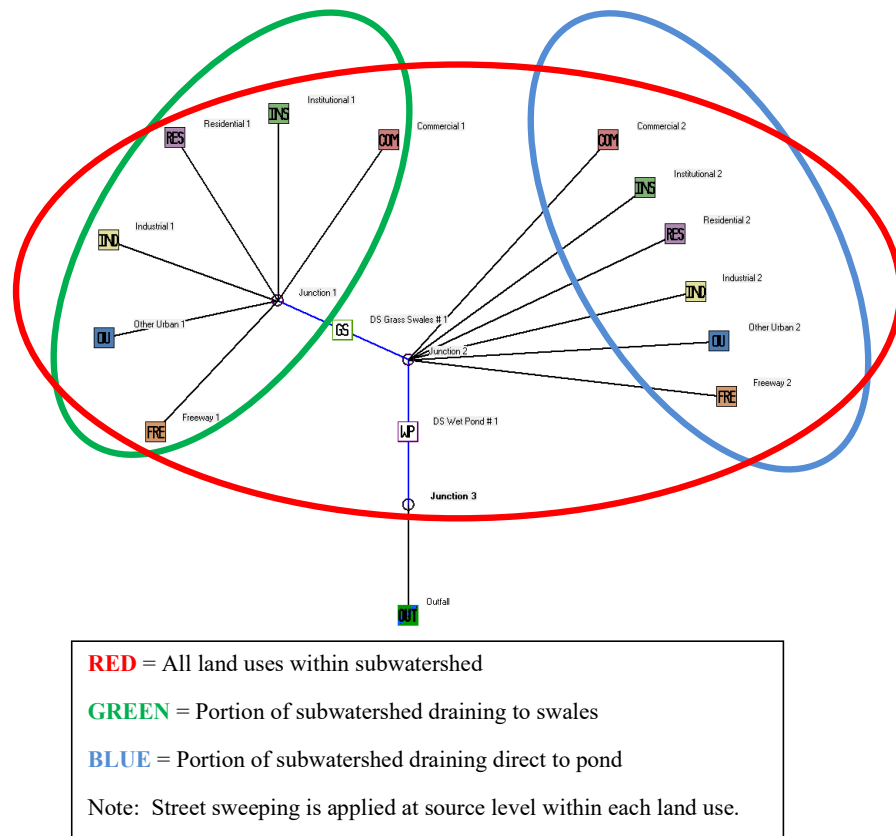 INS Institutional 1
RES Residential 1
COM Commercial 1
COM Commercial 2
INS Institutional 2
RES Residential 2
IND Industrial 1
IND Industrial 2
Junction 1
DS Grass Swales # 1
GS
OU Other Urban 1
OU Other Urban 2
Junction 2
FRE Freeway 1
FRE Freeway 2
WP DS Wet Pond # 1
Junction 3
OUT Outfall
RED = All land uses within subwatershed
GREEN = Portion of subwatershed draining to swales
BLUE = Portion of subwatershed draining direct to pond
Note: Street sweeping is applied at source level within each land use.